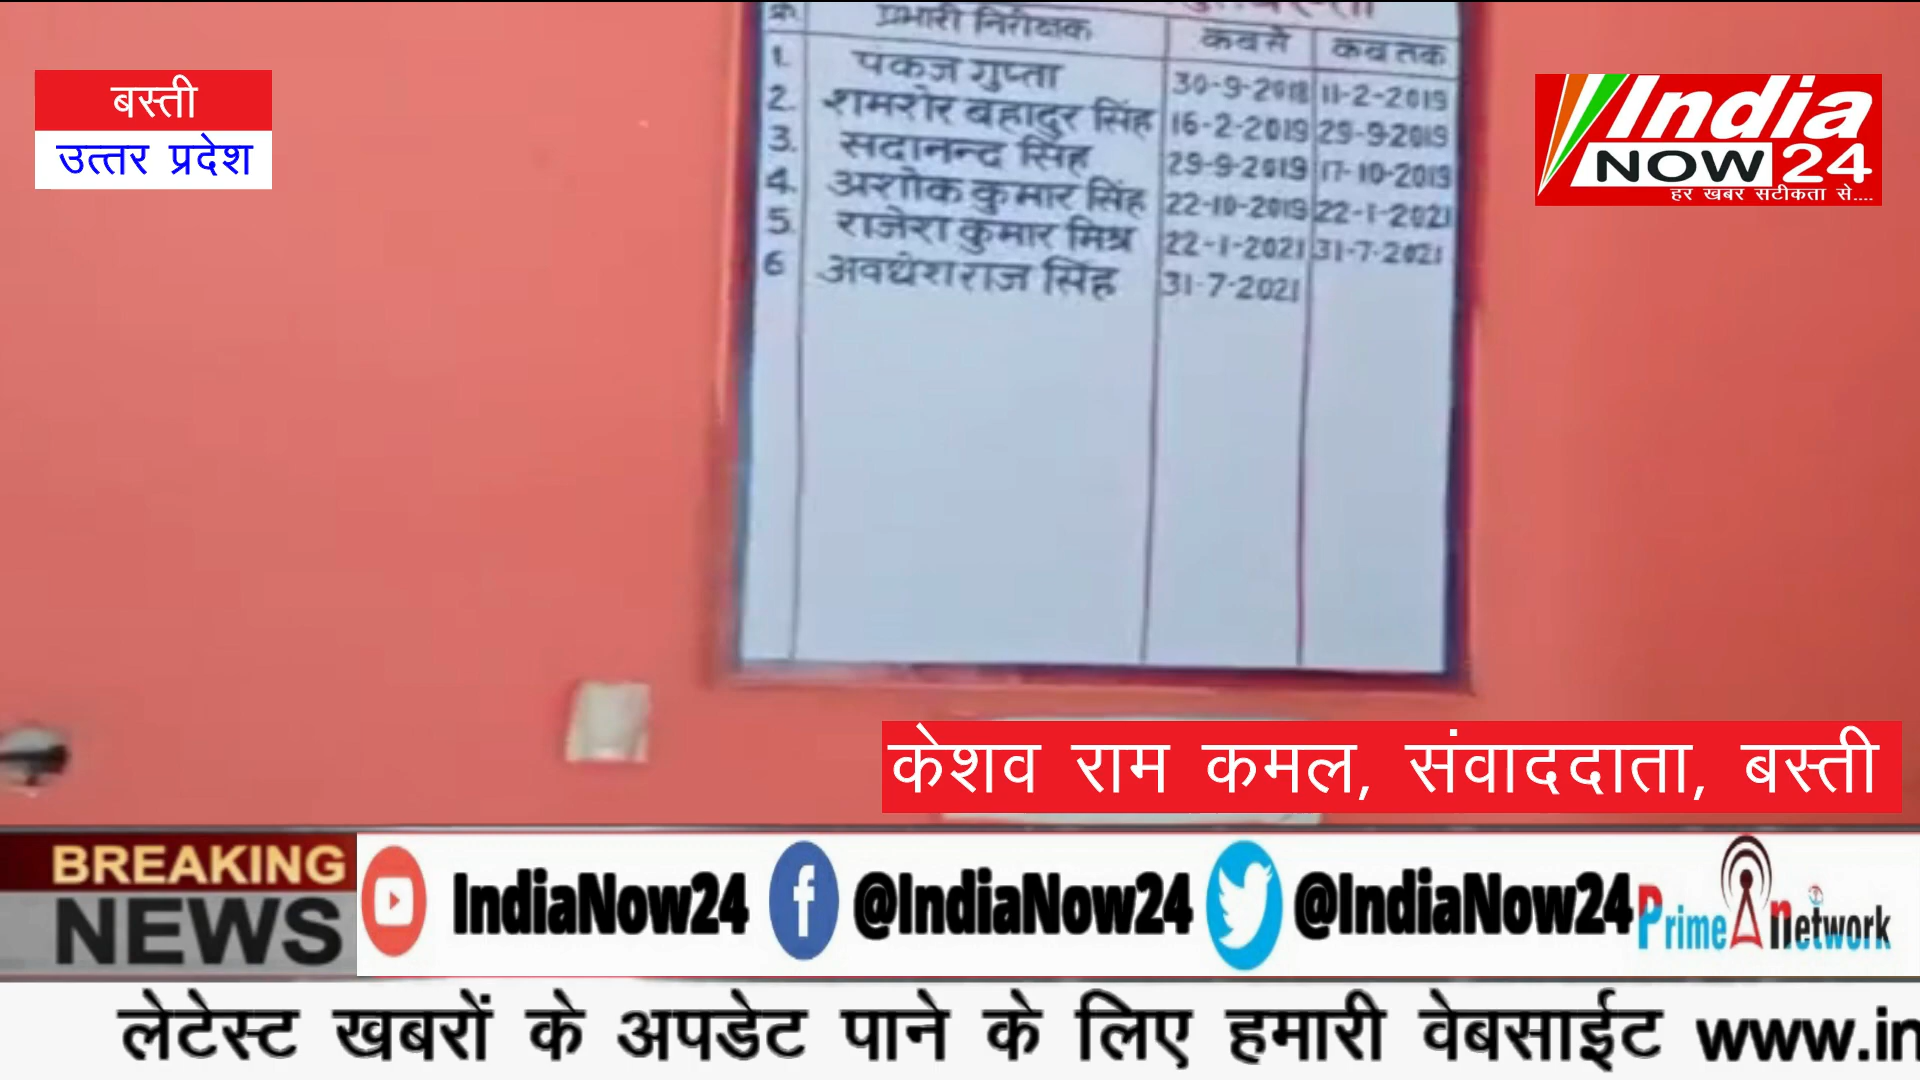 क्र. प्रभारी निरीक्षक कब से कब तक
1. पंकज गुप्ता 30-9-2018 11-2-2019
2. शमशेर बहादुर सिंह 16-2-2019 29-9-2019
3. सदानन्द सिंह 29-9-2019 17-10-2019
4. अशोक कुमार सिंह 22-10-2019 22-1-2021
5. राजेश कुमार मिश्र 22-1-2021 31-7-2021
6 अवधेशराज सिंह 31-7-2021
बस्ती
उत्तर प्रदेश
India
NOW 24
हर खबर सटीकता से....
केशव राम कमल, संवाददाता, बस्ती
BREAKING
NEWS
IndiaNow24 @IndiaNow24 @IndiaNow24
Prime Network
लेटेस्ट खबरों के अपडेट पाने के लिए हमारी वेबसाईट www.in